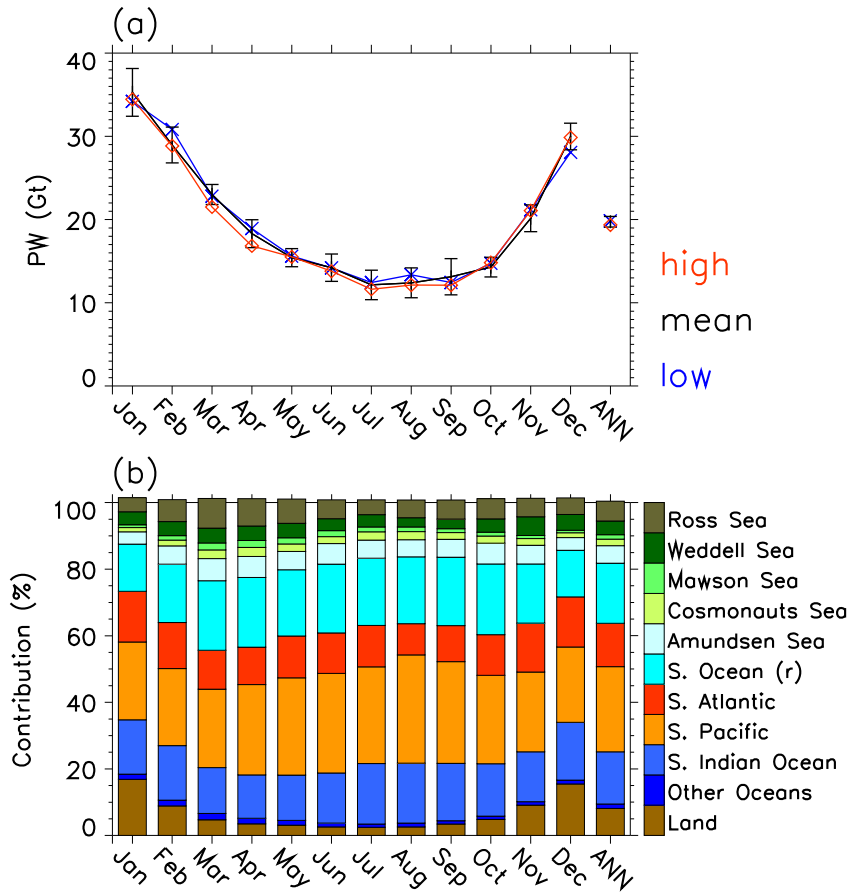 (a)
40
30
20
10
0
PW (Gt)
Jan Feb Mar Apr May Jun Jul Aug Sep Oct Nov Dec ANN
high
mean
low
(b)
100
80
60
40
20
0
Contribution (%)
Jan Feb Mar Apr May Jun Jul Aug Sep Oct Nov Dec ANN
Ross Sea
Weddell Sea
Mawson Sea
Cosmonauts Sea
Amundsen Sea
S. Ocean (r)
S. Atlantic
S. Pacific
S. Indian Ocean
Other Oceans
Land